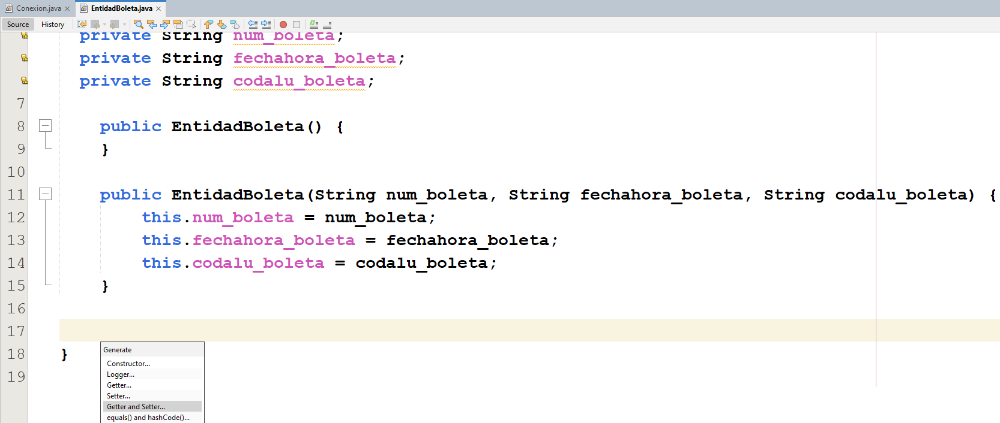 Conexion.java EntidadBoleta.java
Source History
private String num_boleta;
private String fechahora_boleta;
private String codalu_boleta;
7
8 public EntidadBoleta() {
9 }
10
11 public EntidadBoleta(String num_boleta, String fechahora_boleta, String codalu_boleta) {
12 this.num_boleta = num_boleta;
13 this.fechahora_boleta = fechahora_boleta;
14 this.codalu_boleta = codalu_boleta;
15 }
16
17
18 }
19
Generate
Constructor...
Logger...
Getter...
Setter...
Getter and Setter...
equals() and hashCode()...